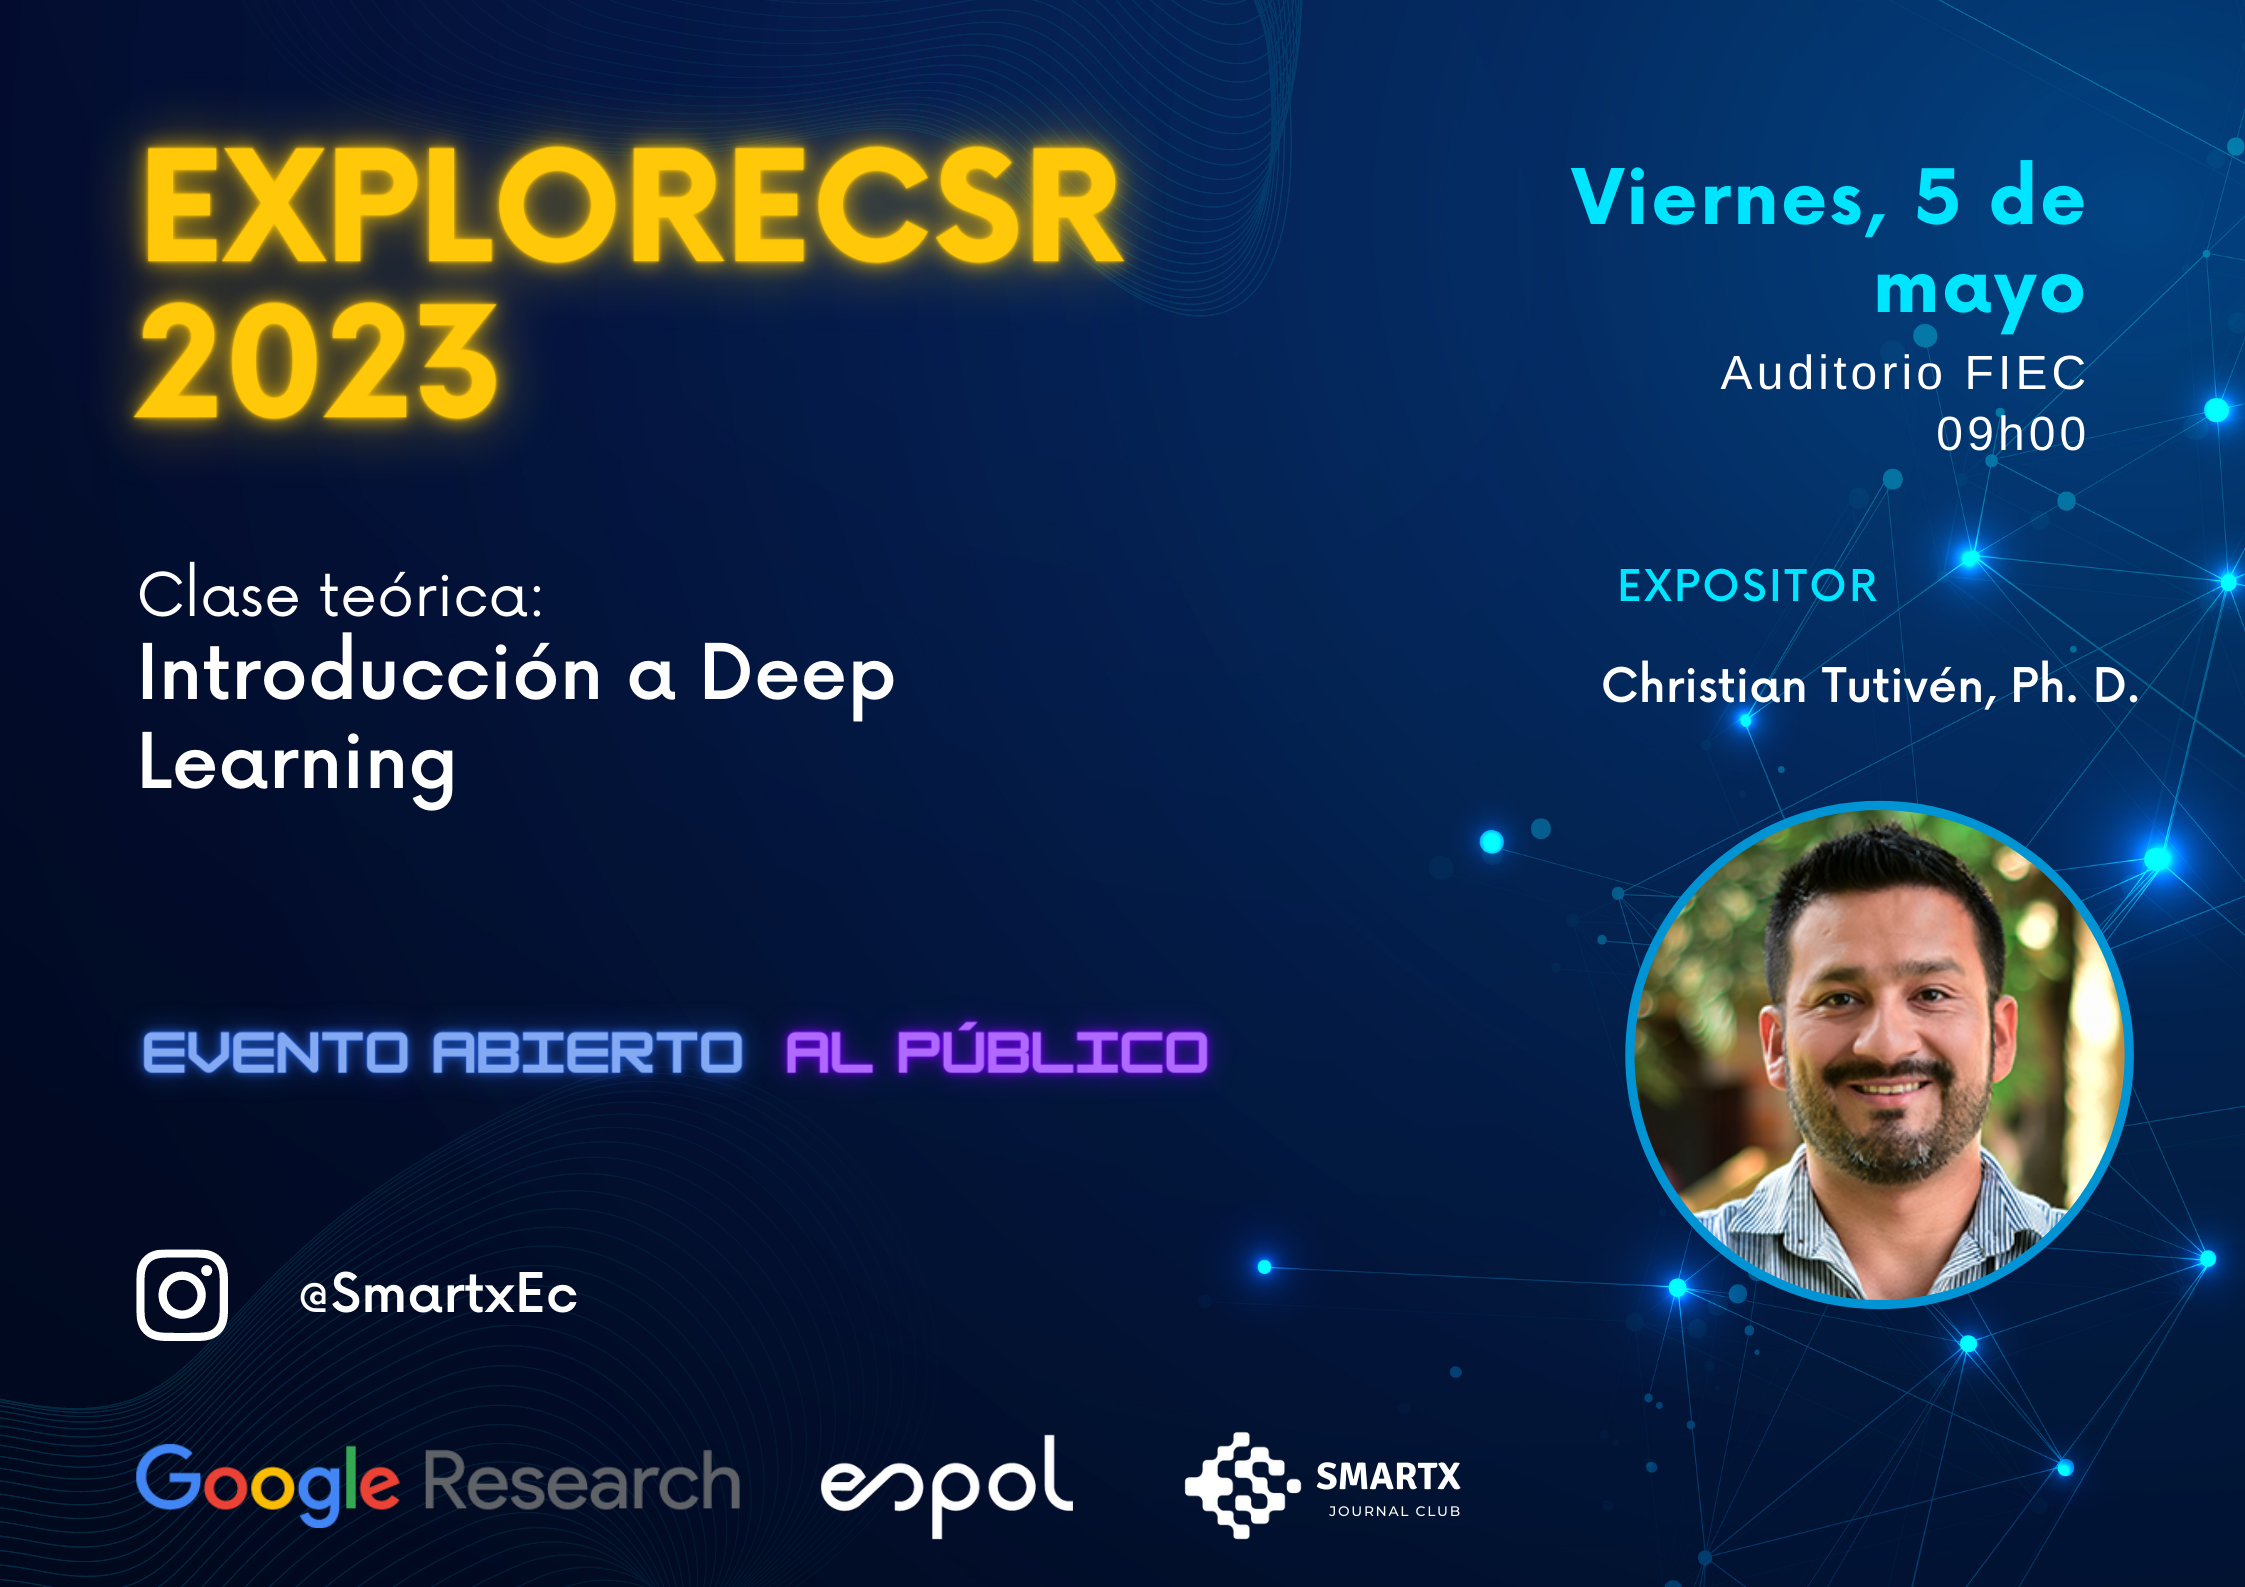 EXPLORECSR
2023
Viernes, 5 de
mayo
Auditorio FIEC
09h00
Clase teórica:
Introducción a Deep
Learning
EXPOSITOR
Christian Tutivén, Ph. D.
EVENTO ABIERTO AL PÚBLICO
@SmartxEc
Google Research
espol
SMARTX
JOURNAL CLUB